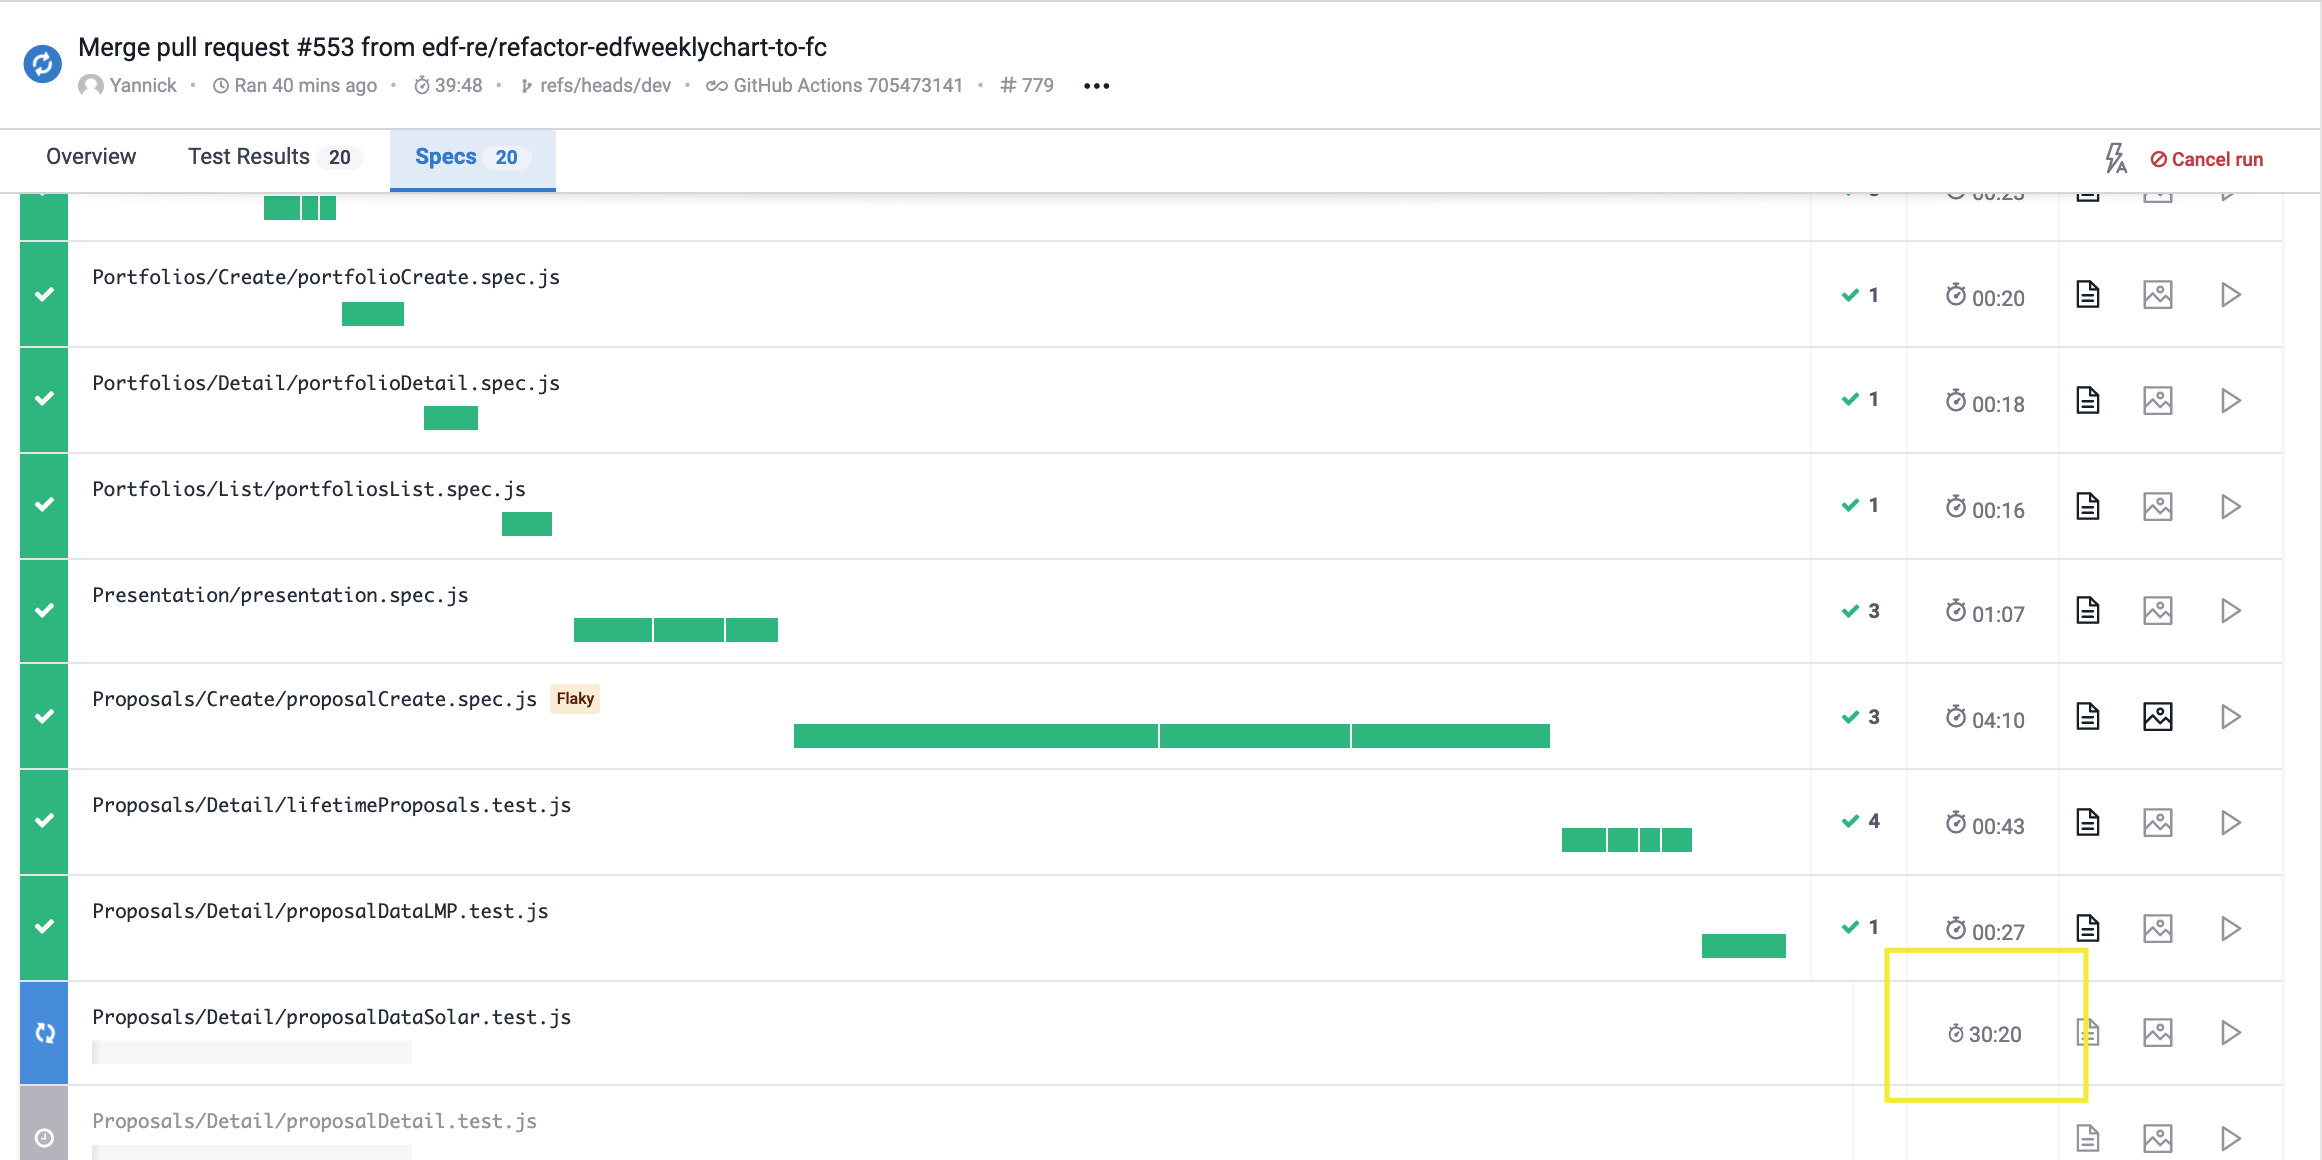 Merge pull request #553 from edf-re/refactor-edfweeklychart-to-fc
Yannick • Ran 40 mins ago • 39:48 • refs/heads/dev • GitHub Actions 705473141 • # 779 •••
Overview Test Results 20 Specs 20 Cancel run
Portfolios/Create/portfolioCreate.spec.js
1 00:20
Portfolios/Detail/portfolioDetail.spec.js
1 00:18
Portfolios/List/portfoliosList.spec.js
1 00:16
Presentation/presentation.spec.js
3 01:07
Proposals/Create/proposalCreate.spec.js Flaky
3 04:10
Proposals/Detail/lifetimeProposals.test.js
4 00:43
Proposals/Detail/proposalDataLMP.test.js
1 00:27
Proposals/Detail/proposalDataSolar.test.js
30:20
Proposals/Detail/proposalDetail.test.js